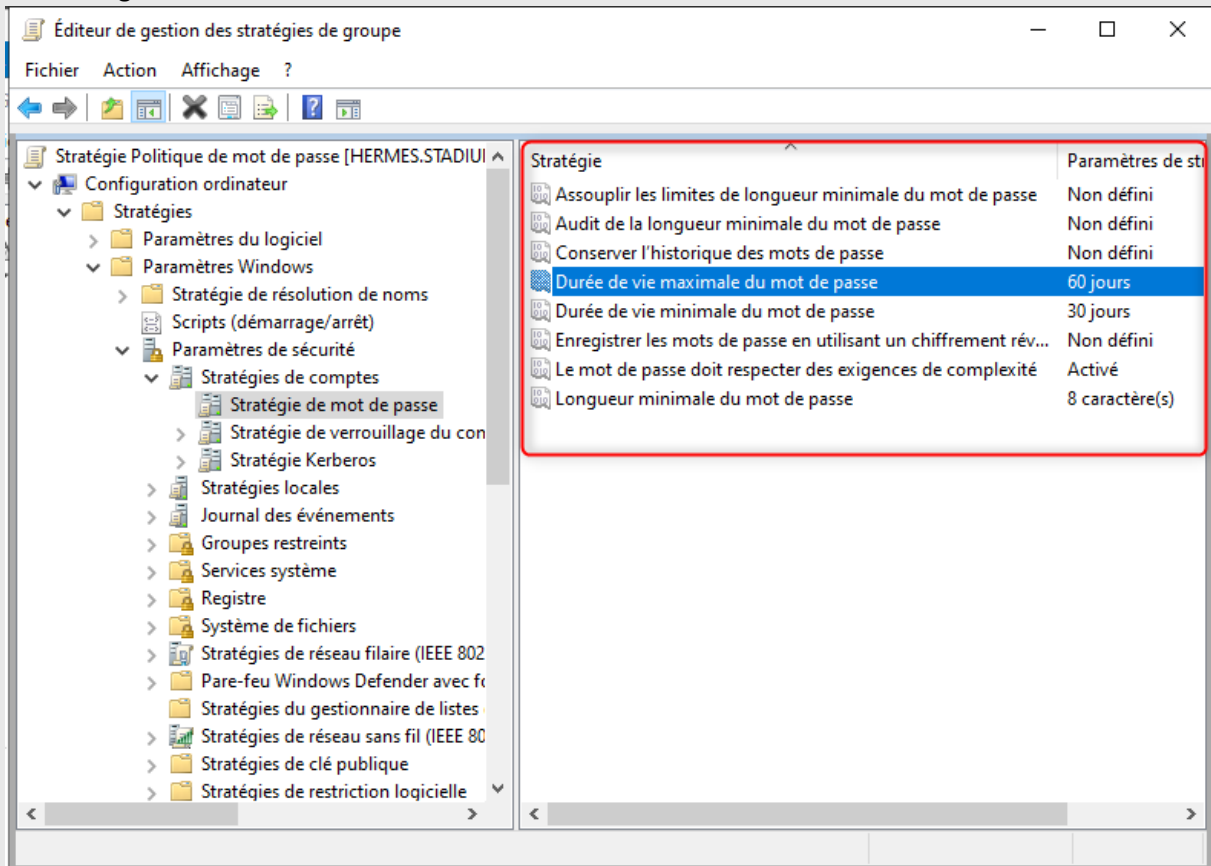 Éditeur de gestion des stratégies de groupe
Fichier Action Affichage ?
Stratégie Politique de mot de passe [HERMES.STADIU
Configuration ordinateur
Stratégies
Paramètres du logiciel
Paramètres Windows
Stratégie de résolution de noms
Scripts (démarrage/arrêt)
Paramètres de sécurité
Stratégies de comptes
Stratégie de mot de passe
Stratégie de verrouillage du con
Stratégie Kerberos
Stratégies locales
Journal des événements
Groupes restreints
Services système
Registre
Système de fichiers
Stratégies de réseau filaire (IEEE 802
Pare-feu Windows Defender avec fo
Stratégies du gestionnaire de listes
Stratégies de réseau sans fil (IEEE 80
Stratégies de clé publique
Stratégies de restriction logicielle
Stratégie Paramètres de str
Assouplir les limites de longueur minimale du mot de passe Non défini
Audit de la longueur minimale du mot de passe Non défini
Conserver l'historique des mots de passe Non défini
Durée de vie maximale du mot de passe 60 jours
Durée de vie minimale du mot de passe 30 jours
Enregistrer les mots de passe en utilisant un chiffrement rév... Non défini
Le mot de passe doit respecter des exigences de complexité Activé
Longueur minimale du mot de passe 8 caractère(s)